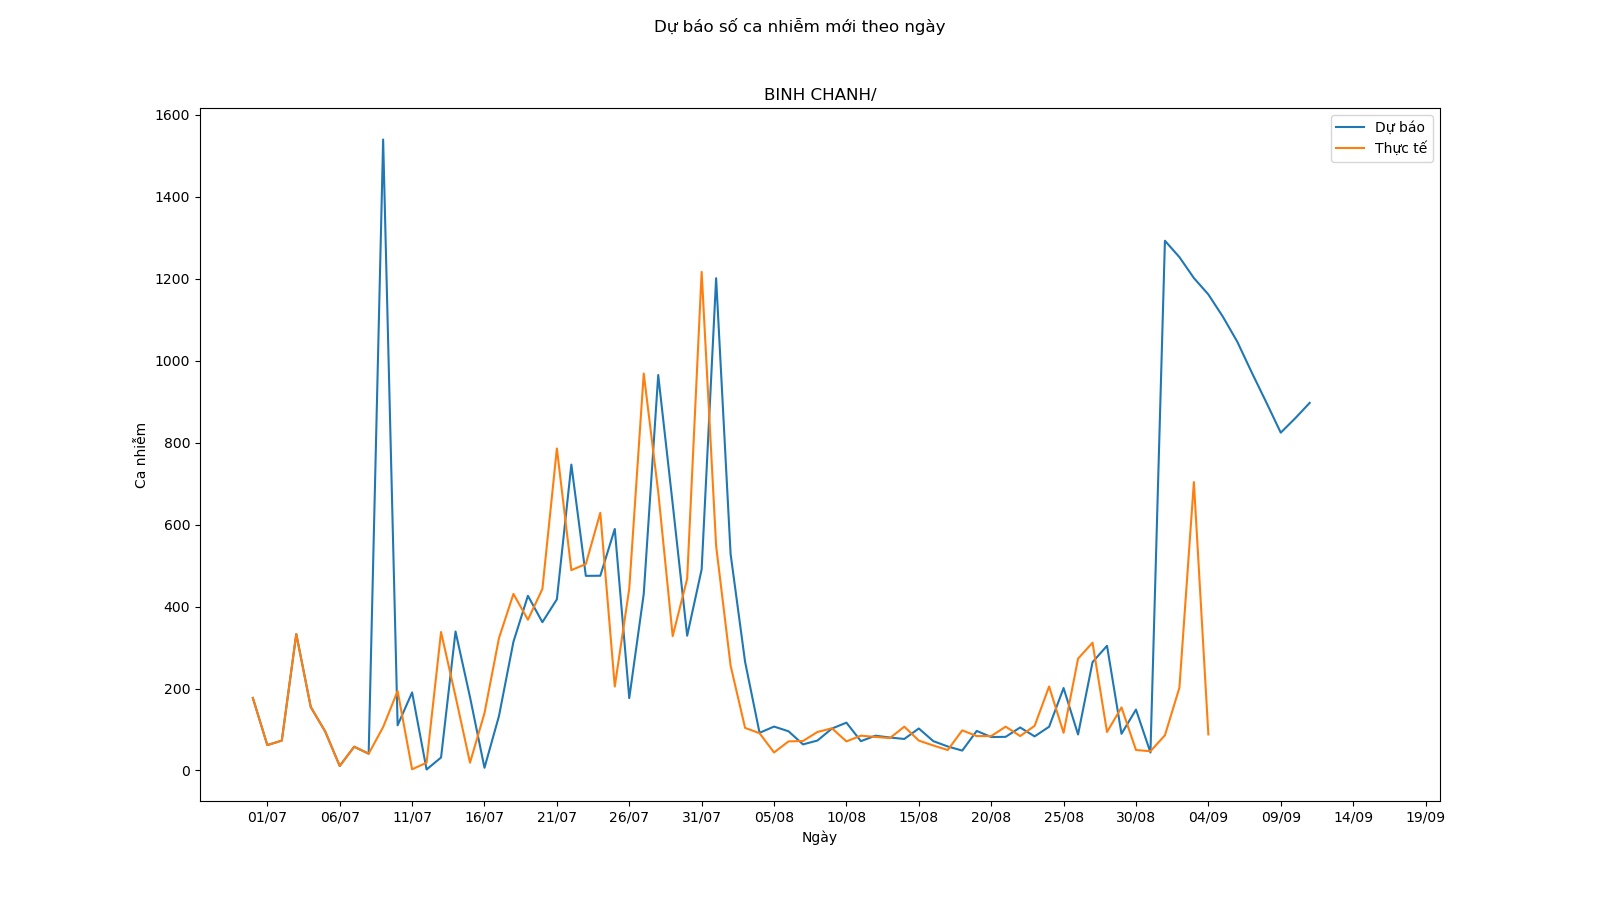 Dự báo số ca nhiễm mới theo ngày
BINH CHANH/
Dự báo
Thực tế
Ca nhiễm
1600
1400
1200
1000
800
600
400
200
0
01/07 06/07 11/07 16/07 21/07 26/07 31/07 05/08 10/08 15/08 20/08 25/08 30/08 04/09 09/09 14/09 19/09
Ngày